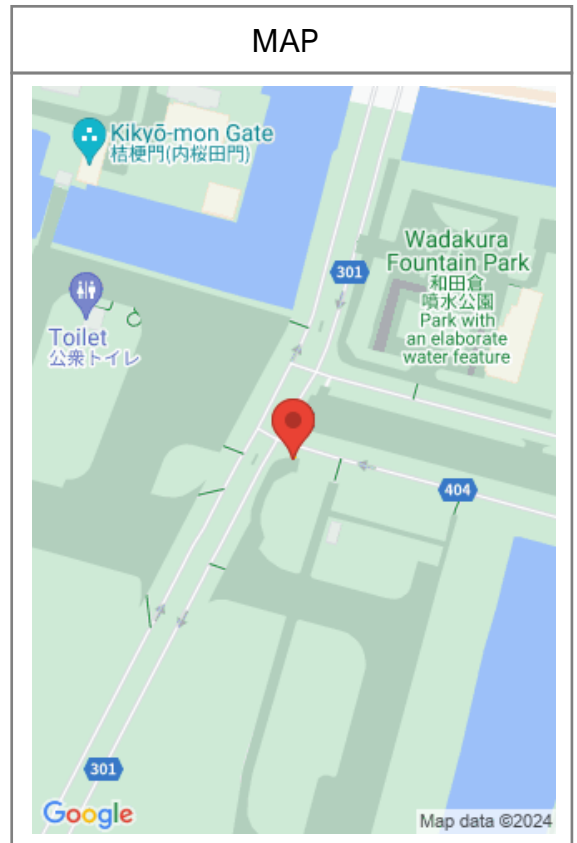 MAP
Kikyō-mon Gate
桔梗門(内桜田門)
301
Wadakura
Fountain Park
和田倉
噴水公園
Park with
an elaborate
water feature
Toilet
公衆トイレ
404
301
Google
Map data ©2024